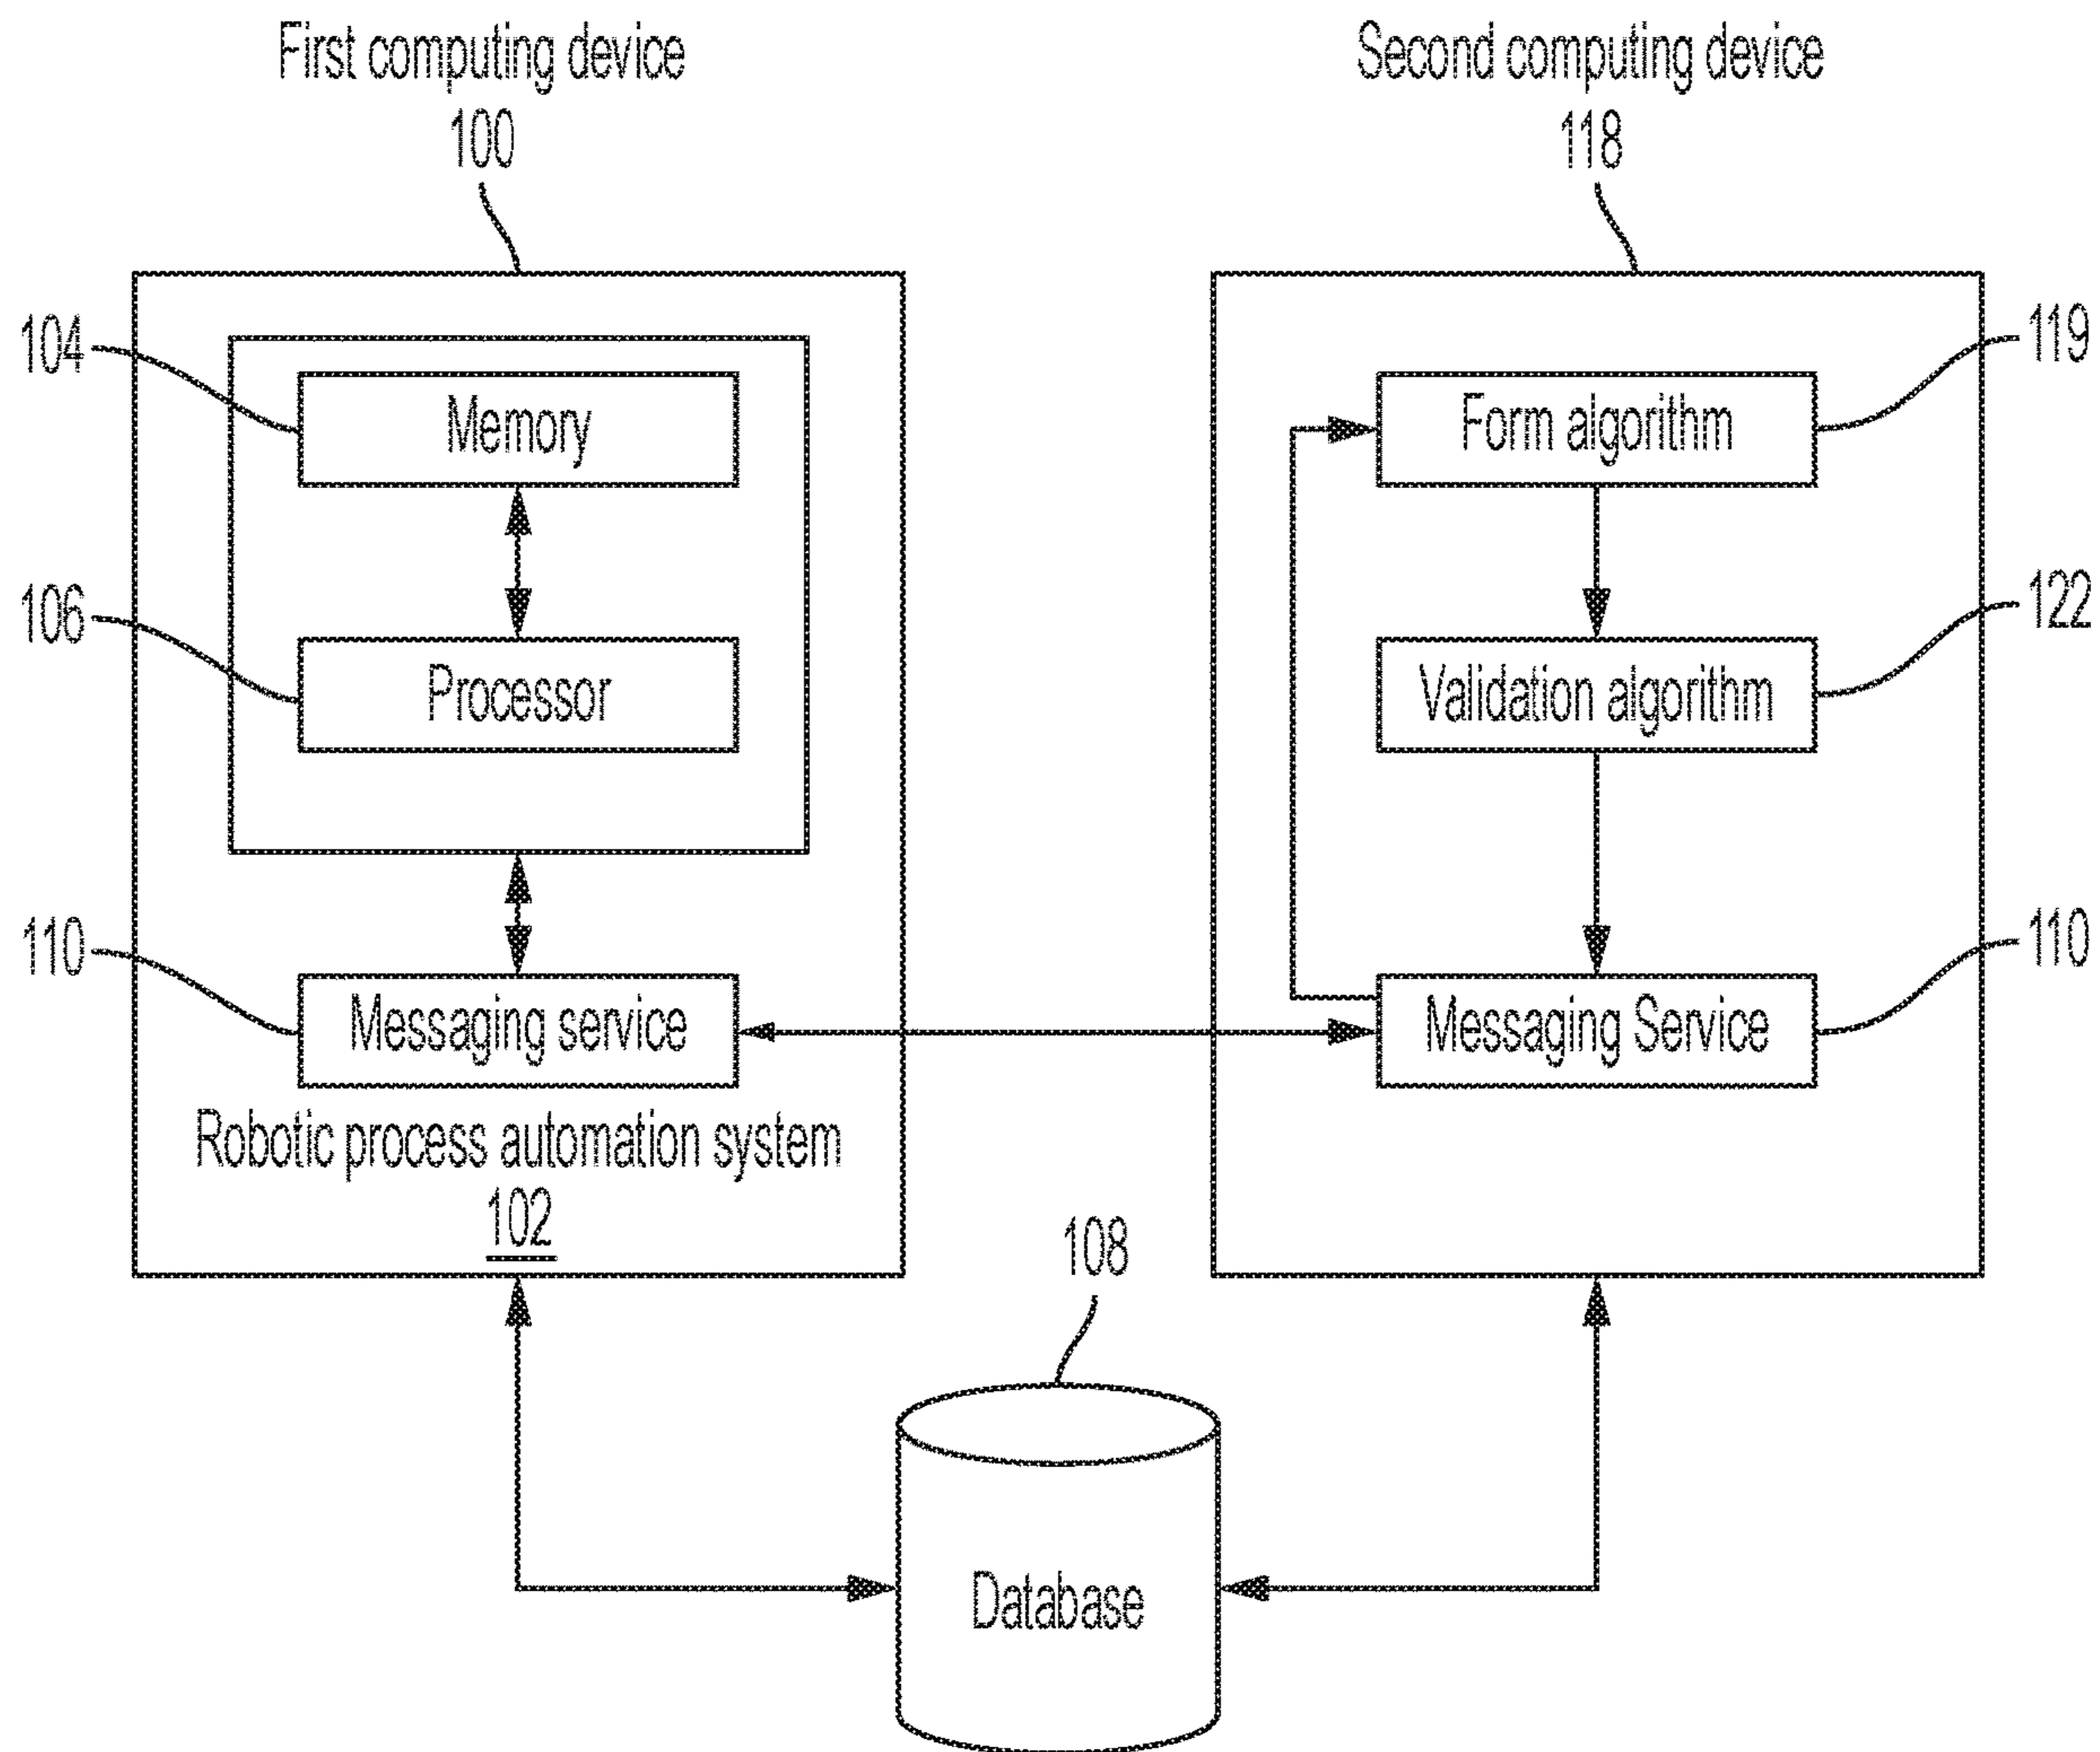 First computing device
100
Second computing device
118
104
Memory
119
Form algorithm
106
Processor
122
Validation algorithm
110
Messaging service
110
Messaging Service
Robotic process automation system
102
108
Database